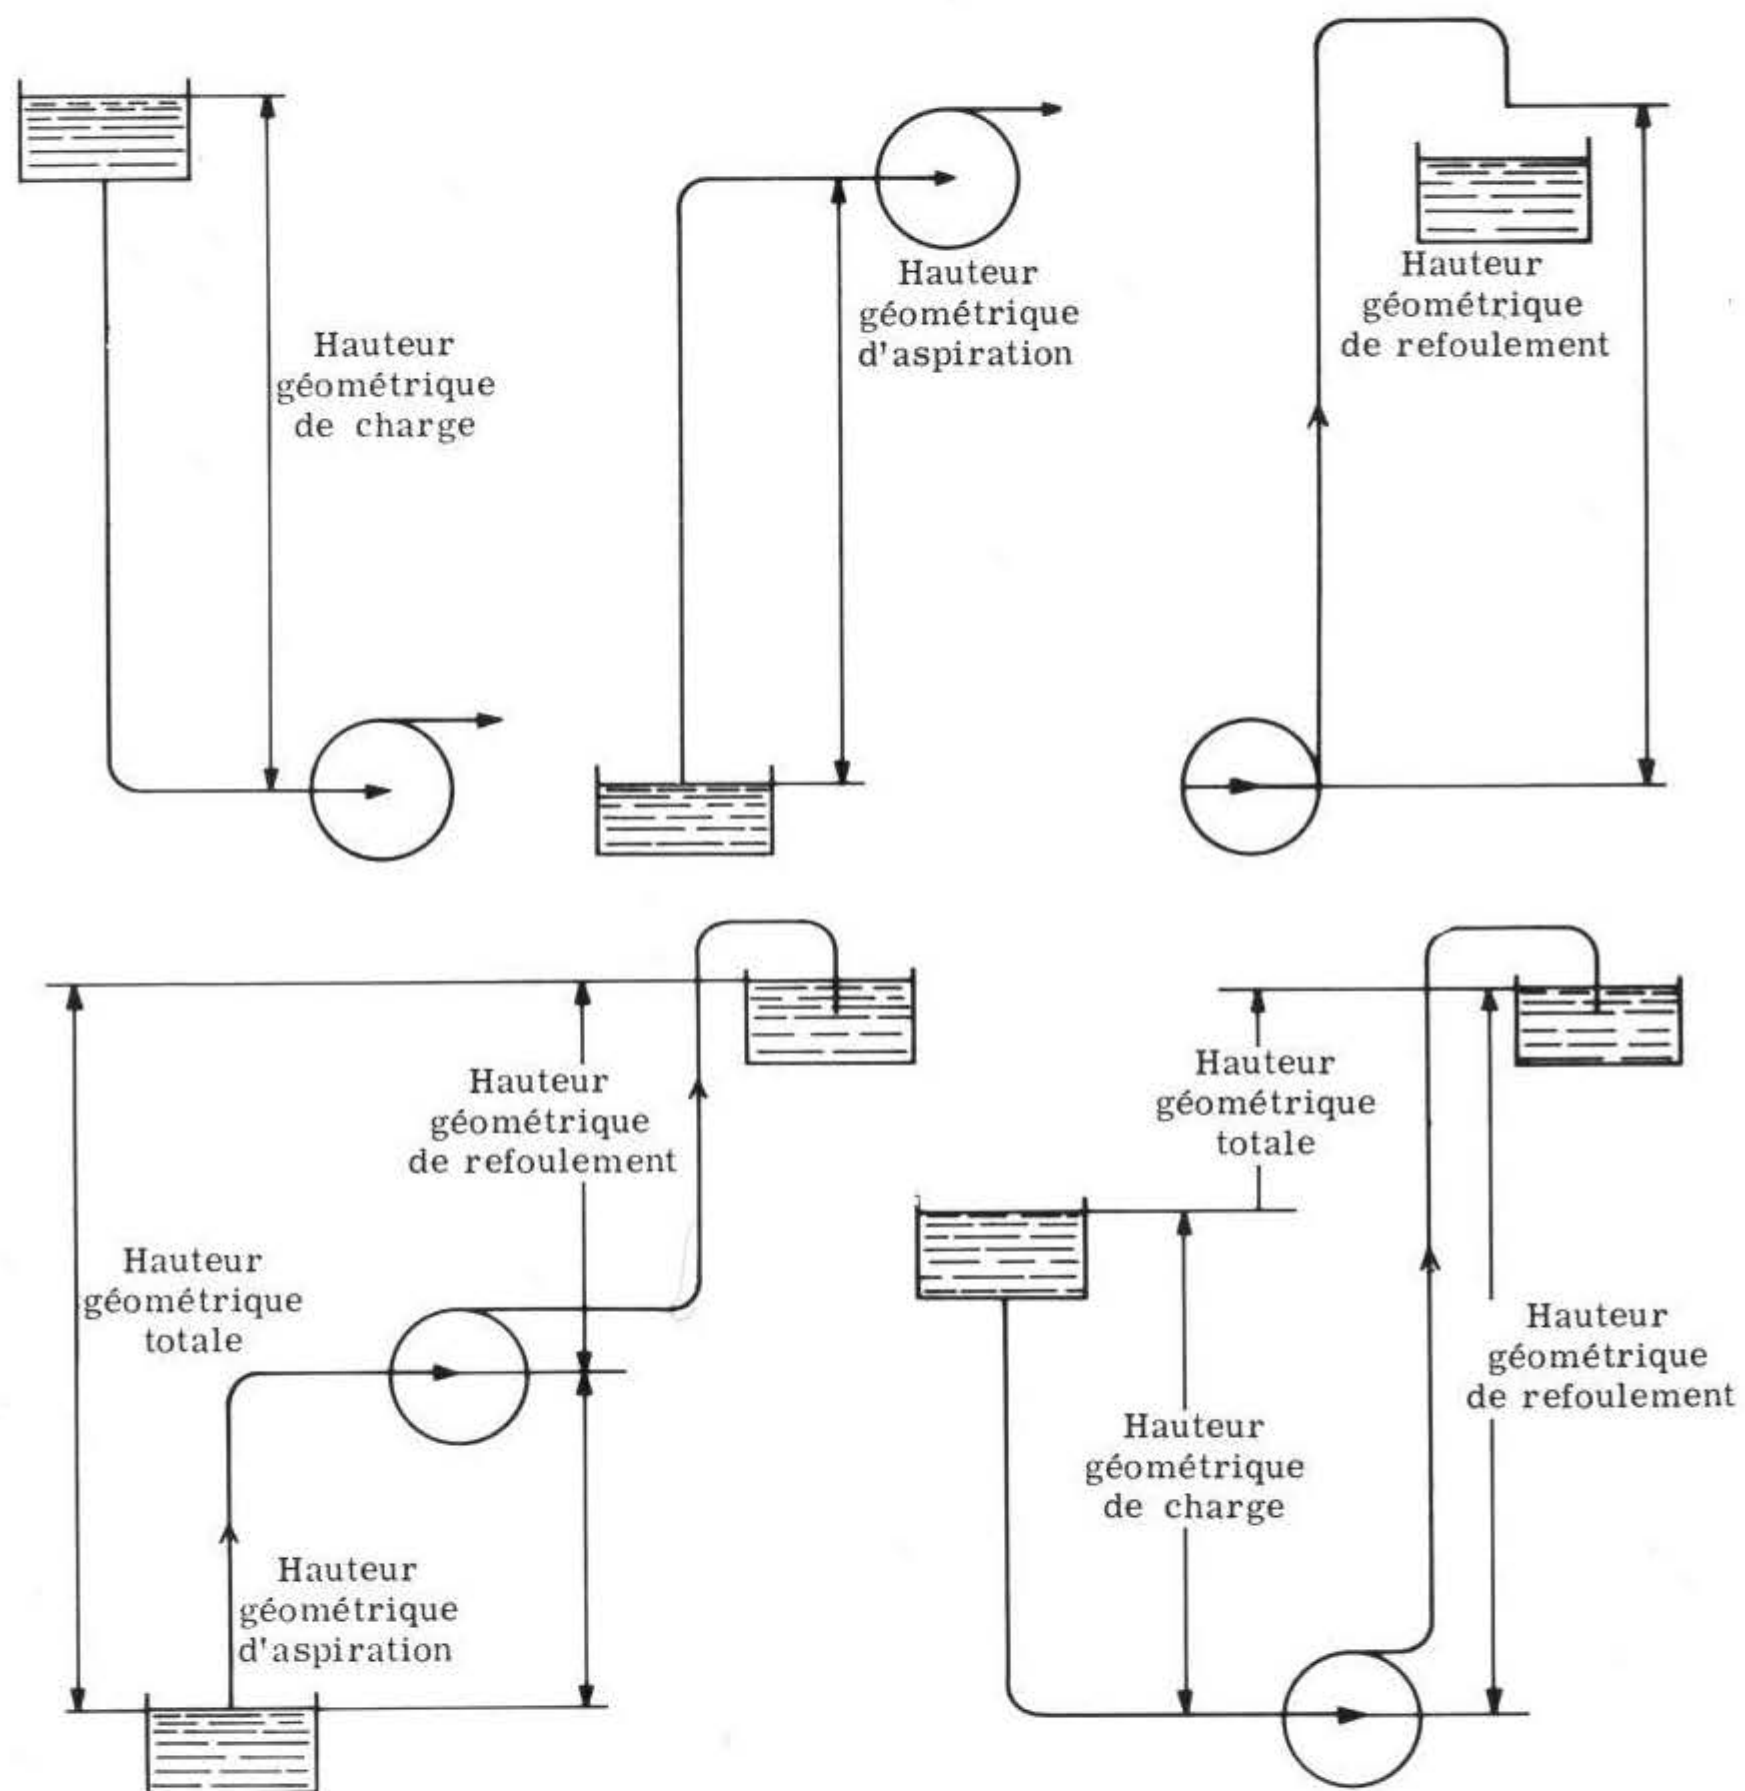 Hauteur
géométrique
de charge
Hauteur
géométrique
d'aspiration
Hauteur
géométrique
de refoulement
Hauteur
géométrique
de refoulement
Hauteur
géométrique
totale
Hauteur
géométrique
d'aspiration
Hauteur
géométrique
totale
Hauteur
géométrique
de charge
Hauteur
géométrique
de refoulement